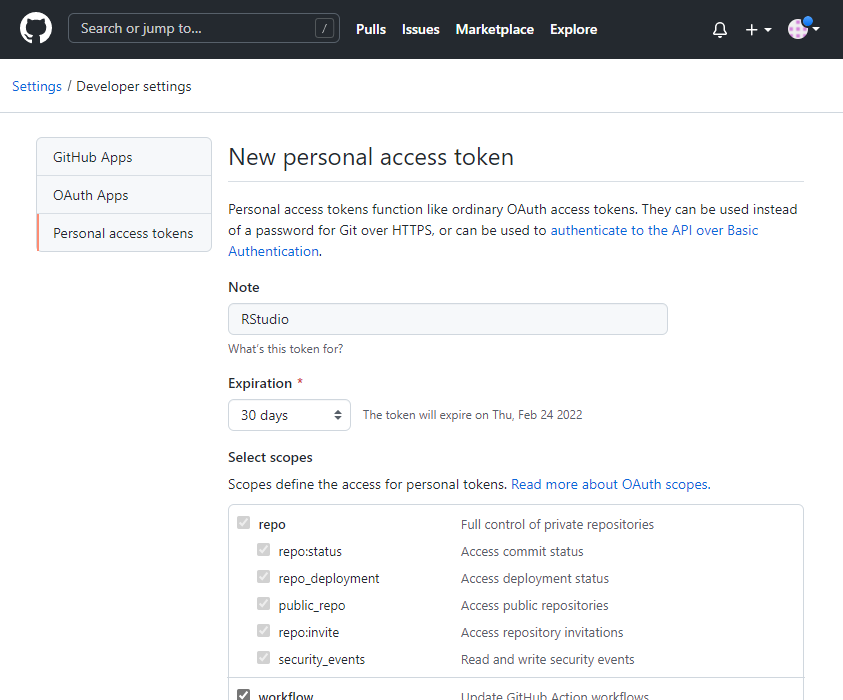 Search or jump to... /
Pulls Issues Marketplace Explore
Settings / Developer settings
GitHub Apps
OAuth Apps
Personal access tokens
New personal access token
Personal access tokens function like ordinary OAuth access tokens. They can be used instead
of a password for Git over HTTPS, or can be used to authenticate to the API over Basic
Authentication.
Note
RStudio
What's this token for?
Expiration *
30 days The token will expire on Thu, Feb 24 2022
Select scopes
Scopes define the access for personal tokens. Read more about OAuth scopes.
repo Full control of private repositories
repo:status Access commit status
repo_deployment Access deployment status
public_repo Access public repositories
repo:invite Access repository invitations
security_events Read and write security events
workflow Update GitHub Action workflows